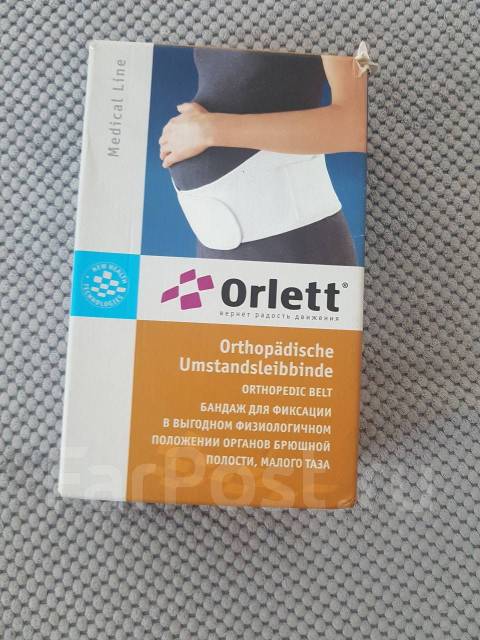 Medical Line
NEW HEALTH
TECHNOLOGIES
Orlett®
вернёт радость движения
Orthopädische
Umstandsleibbinde
ORTHOPEDIC BELT
БАНДАЖ ДЛЯ ФИКСАЦИИ
В ВЫГОДНОМ ФИЗИОЛОГИЧНОМ
ПОЛОЖЕНИИ ОРГАНОВ БРЮШНОЙ
ПОЛОСТИ, МАЛОГО ТАЗА
FarPost.ru